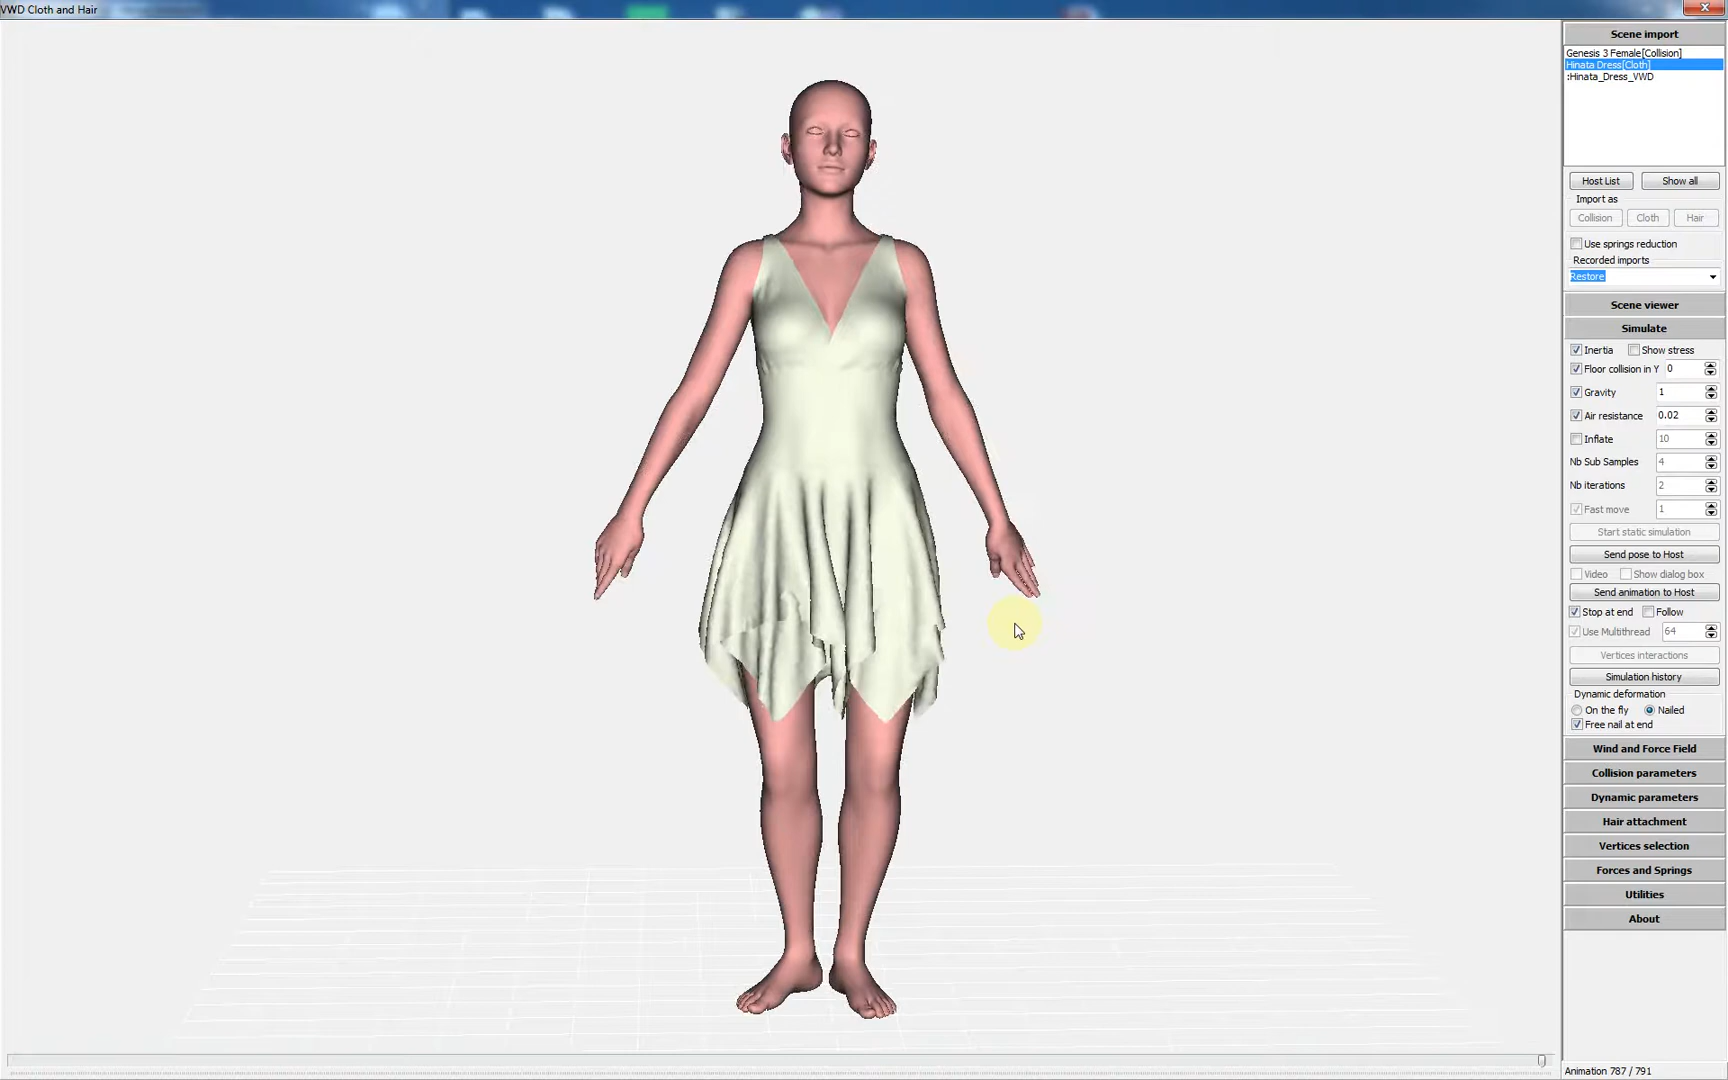 VWD Cloth and Hair
Scene import
Genesis 3 Female[Collision]
Hinata Dress[Cloth]
:Hinata_Dress_VWD
Host List Show all
Import as
Collision Cloth Hair
Use springs reduction
Recorded imports
Restore
Scene viewer
Simulate
Inertia Show stress
Floor collision in Y 0
Gravity 1
Air resistance 0.02
Inflate 10
Nb Sub Samples 4
Nb iterations 2
Fast move 1
Start static simulation
Send pose to Host
Video Show dialog box
Send animation to Host
Stop at end Follow
Use Multithread 64
Vertices interactions
Simulation history
Dynamic deformation
On the fly Nailed
Free nail at end
Wind and Force Field
Collision parameters
Dynamic parameters
Hair attachment
Vertices selection
Forces and Springs
Utilities
About
Animation 787 / 791